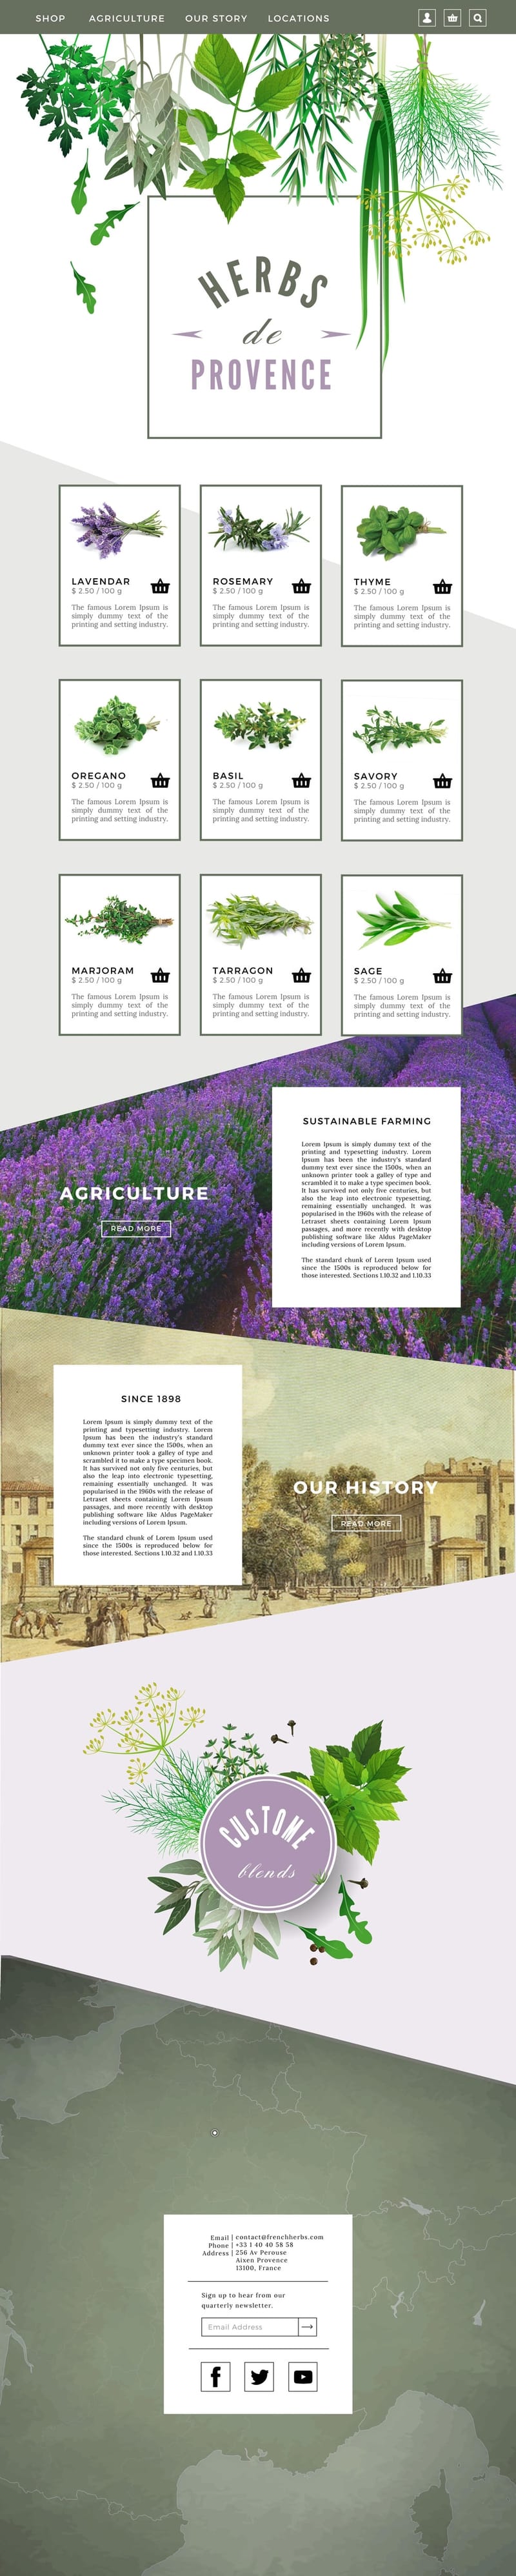 SHOP AGRICULTURE OUR STORY LOCATIONS
HERBS
de
PROVENCE
LAVENDAR
$ 2.50 / 100 g
The famous Lorem Ipsum is
simply dummy text of the
printing and setting industry.
ROSEMARY
$ 2.50 / 100 g
The famous Lorem Ipsum is
simply dummy text of the
printing and setting industry.
THYME
$ 2.50 / 100 g
The famous Lorem Ipsum is
simply dummy text of the
printing and setting industry.
OREGANO
$ 2.50 / 100 g
The famous Lorem Ipsum is
simply dummy text of the
printing and setting industry.
BASIL
$ 2.50 / 100 g
The famous Lorem Ipsum is
simply dummy text of the
printing and setting industry.
SAVORY
$ 2.50 / 100 g
The famous Lorem Ipsum is
simply dummy text of the
printing and setting industry.
MARJORAM
$ 2.50 / 100 g
The famous Lorem Ipsum is
simply dummy text of the
printing and setting industry.
TARRAGON
$ 2.50 / 100 g
The famous Lorem Ipsum is
simply dummy text of the
printing and setting industry.
SAGE
$ 2.50 / 100 g
The famous Lorem Ipsum is
simply dummy text of the
printing and setting industry.
AGRICULTURE
READ MORE
SUSTAINABLE FARMING
Lorem Ipsum is simply dummy text of the
printing and typesetting industry. Lorem
Ipsum has been the industry's standard
dummy text ever since the 1500s, when an
unknown printer took a galley of type and
scrambled it to make a type specimen book.
It has survived not only five centuries, but
also the leap into electronic typesetting,
remaining essentially unchanged. It was
popularised in the 1960s with the release of
Letraset sheets containing Lorem Ipsum
passages, and more recently with desktop
publishing software like Aldus PageMaker
including versions of Lorem Ipsum.
The standard chunk of Lorem Ipsum used
since the 1500s is reproduced below for
those interested. Sections 1.10.32 and 1.10.33
SINCE 1898
Lorem Ipsum is simply dummy text of the
printing and typesetting industry. Lorem
Ipsum has been the industry's standard
dummy text ever since the 1500s, when an
unknown printer took a galley of type and
scrambled it to make a type specimen book.
It has survived not only five centuries, but
also the leap into electronic typesetting,
remaining essentially unchanged. It was
popularised in the 1960s with the release of
Letraset sheets containing Lorem Ipsum
passages, and more recently with desktop
publishing software like Aldus PageMaker
including versions of Lorem Ipsum.
The standard chunk of Lorem Ipsum used
since the 1500s is reproduced below for
those interested. Sections 1.10.32 and 1.10.33
OUR HISTORY
READ MORE
CUSTOME
blends
Email | contact@frenchherbs.com
Phone | +33 1 40 40 58 58
Address | 256 Av Perouse
Aixen Provence
13100, France
Sign up to hear from our
quarterly newsletter.
Email Address